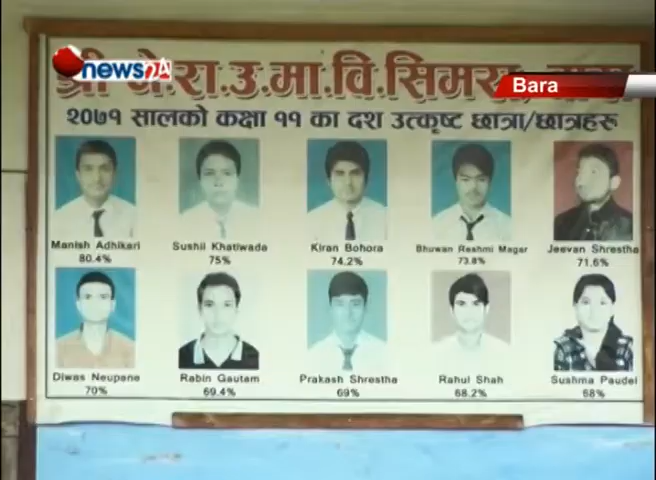 news24
Bara
श्री ने.रा.उ.मा.वि.सिमरा,
२०७१ सालको कक्षा ११ का दश उत्कृष्ट छात्रा/छात्रहरू
Manish Adhikari Sushil Khatiwada Kiran Bohora Bhuwan Reshmi Magar Jeevan Shrestha
80.4% 75% 74.2% 73.8% 71.6%
Diwas Neupane Rabin Gautam Prakash Shrestha Rahul Shah Sushma Paudel
70% 69.4% 69% 68.2% 68%